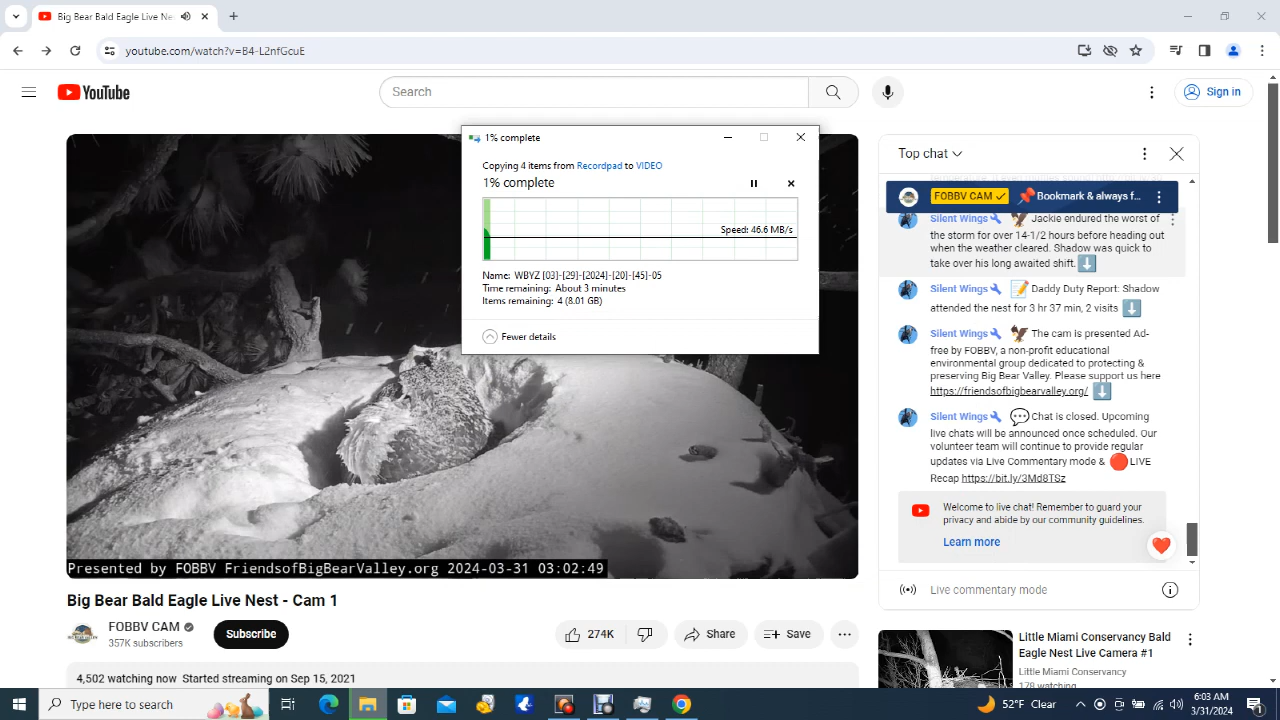 Big Bear Bald Eagle Live Ne
youtube.com/watch?v=B4-L2nfGcuE
YouTube
Search
Sign in
1% complete
Copying 4 items from Recordpad to VIDEO
1% complete
Speed: 46.6 MB/s
Name: WBYZ [03]-[29]-[2024]-[20]-[45]-05
Time remaining: About 3 minutes
Items remaining: 4 (8.01 GB)
Fewer details
Presented by FOBBV FriendsofBigBearValley.org 2024-03-31 03:02:49
Top chat
FOBBV CAM Bookmark & always f...
Silent Wings Jackie endured the worst of
the storm for over 14-1/2 hours before heading out
when the weather cleared. Shadow was quick to
take over his long awaited shift.
Silent Wings Daddy Duty Report: Shadow
attended the nest for 3 hr 37 min, 2 visits
Silent Wings The cam is presented Ad-
free by FOBBV, a non-profit educational
environmental group dedicated to protecting &
preserving Big Bear Valley. Please support us here
https://friendsofbigbearvalley.org/
Silent Wings Chat is closed. Upcoming
live chats will be announced once scheduled. Our
volunteer team will continue to provide regular
updates via Live Commentary mode & LIVE
Recap https://bit.ly/3Md8TSz
Welcome to live chat! Remember to guard your
privacy and abide by our community guidelines.
Learn more
Live commentary mode
Big Bear Bald Eagle Live Nest - Cam 1
FOBBV CAM
357K subscribers
Subscribe
274K
Share
Save
4,502 watching now Started streaming on Sep 15, 2021
Little Miami Conservancy Bald
Eagle Nest Live Camera #1
Little Miami Conservancy
178 watching
Type here to search
52°F Clear
6:03 AM
3/31/2024
1